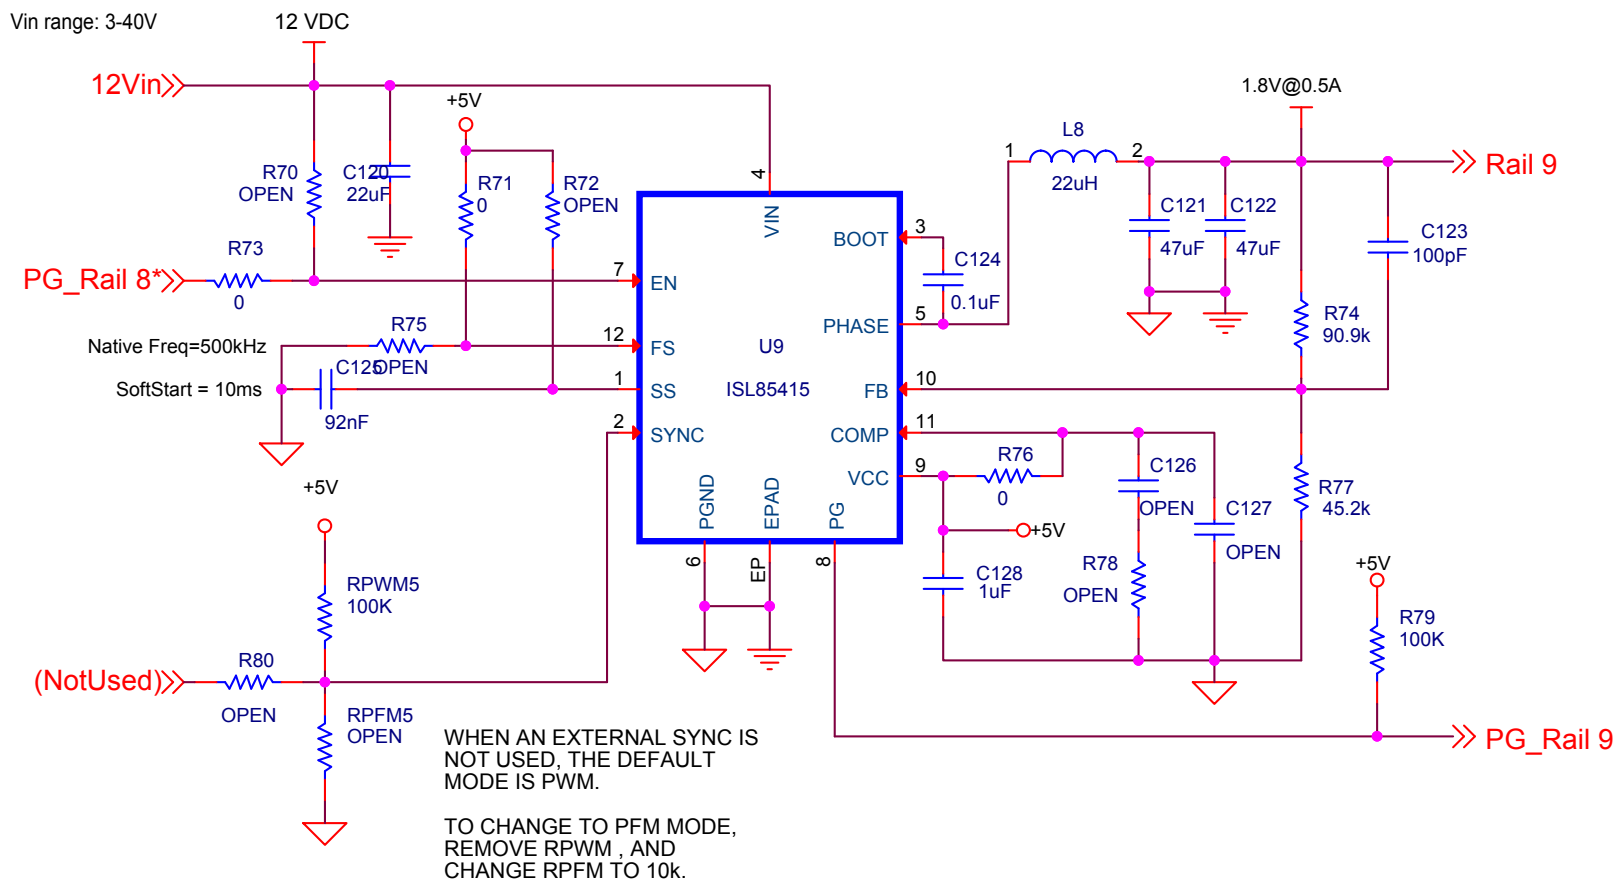 Vin range: 3-40V
12 VDC
12Vin
+5V
1.8V@0.5A
R70
OPEN
C120
22uF
R71
0
R72
OPEN
4
VIN
1
L8
2
22uH
Rail 9
C121
47uF
C122
47uF
C123
100pF
3
BOOT
C124
0.1uF
R73
0
PG_Rail 8*
7
EN
5
PHASE
R74
90.9k
Native Freq=500kHz
R75
OPEN
12
FS
U9
ISL85415
SoftStart = 10ms
C125
92nF
1
SS
10
FB
2
SYNC
11
COMP
9
VCC
R76
0
C126
OPEN
C127
OPEN
R77
45.2k
+5V
PGND
EPAD
PG
6
EP
8
+5V
C128
1uF
R78
OPEN
+5V
R79
100K
RPWM5
100K
(NotUsed)
R80
OPEN
RPFM5
OPEN
PG_Rail 9
WHEN AN EXTERNAL SYNC IS
NOT USED, THE DEFAULT
MODE IS PWM.
TO CHANGE TO PFM MODE,
REMOVE RPWM , AND
CHANGE RPFM TO 10k.